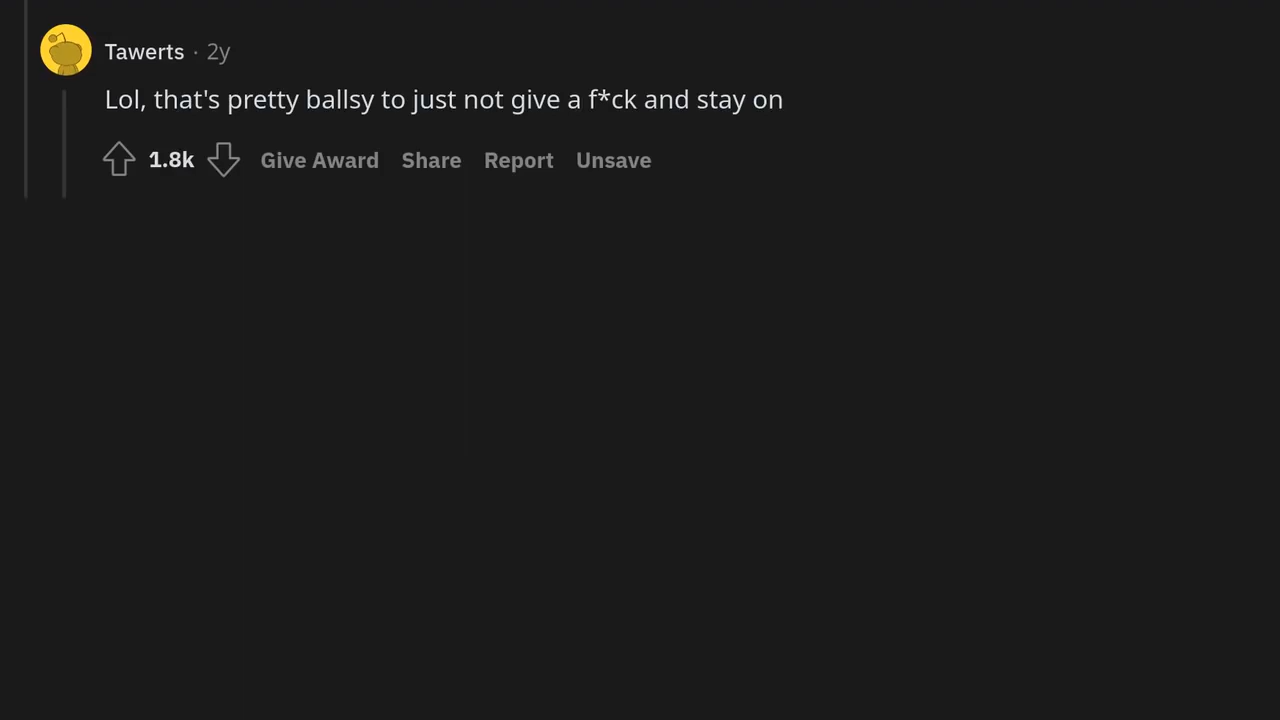 Tawerts · 2y
Lol, that's pretty ballsy to just not give a f*ck and stay on
1.8k Give Award Share Report Unsave